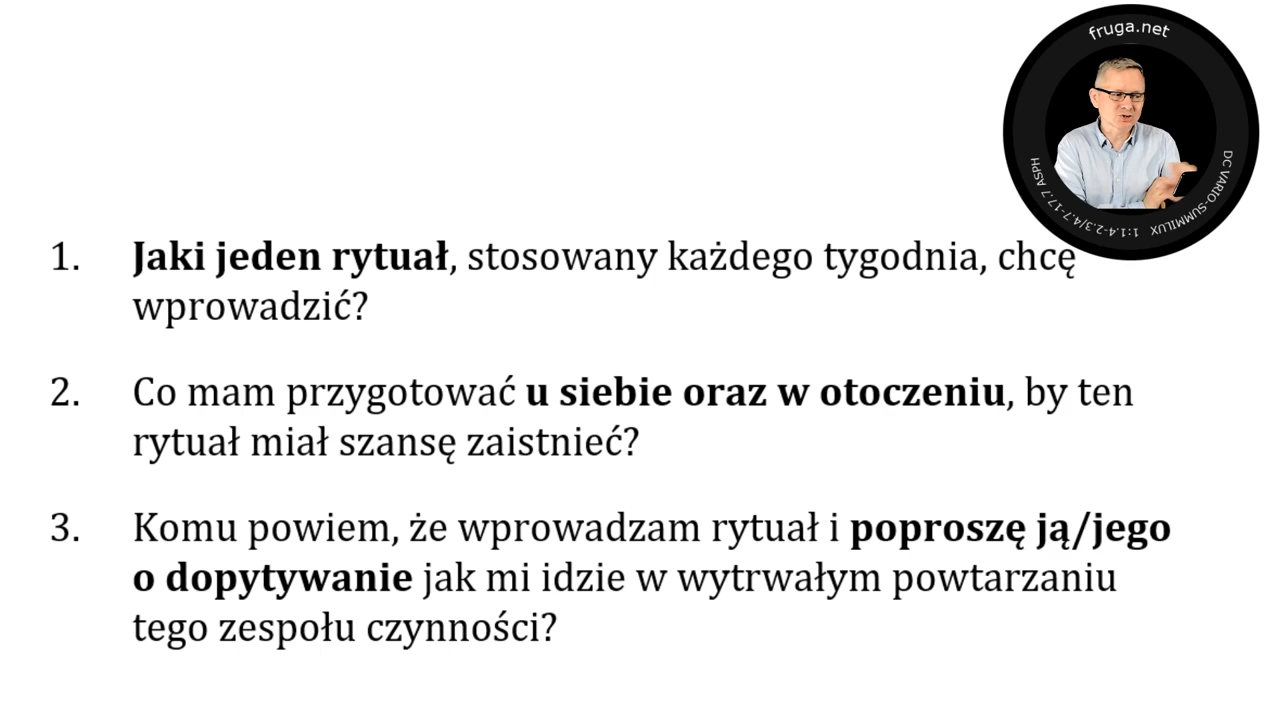 fruga.net
DC VARIO-SUMMILUX 1:1.4-2.3/4.7-17.7 ASPH
1. Jaki jeden rytuał, stosowany każdego tygodnia, chcę
wprowadzić?
2. Co mam przygotować u siebie oraz w otoczeniu, by ten
rytuał miał szansę zaistnieć?
3. Komu powiem, że wprowadzam rytuał i poproszę ją/jego
o dopytywanie jak mi idzie w wytrwałym powtarzaniu
tego zespołu czynności?